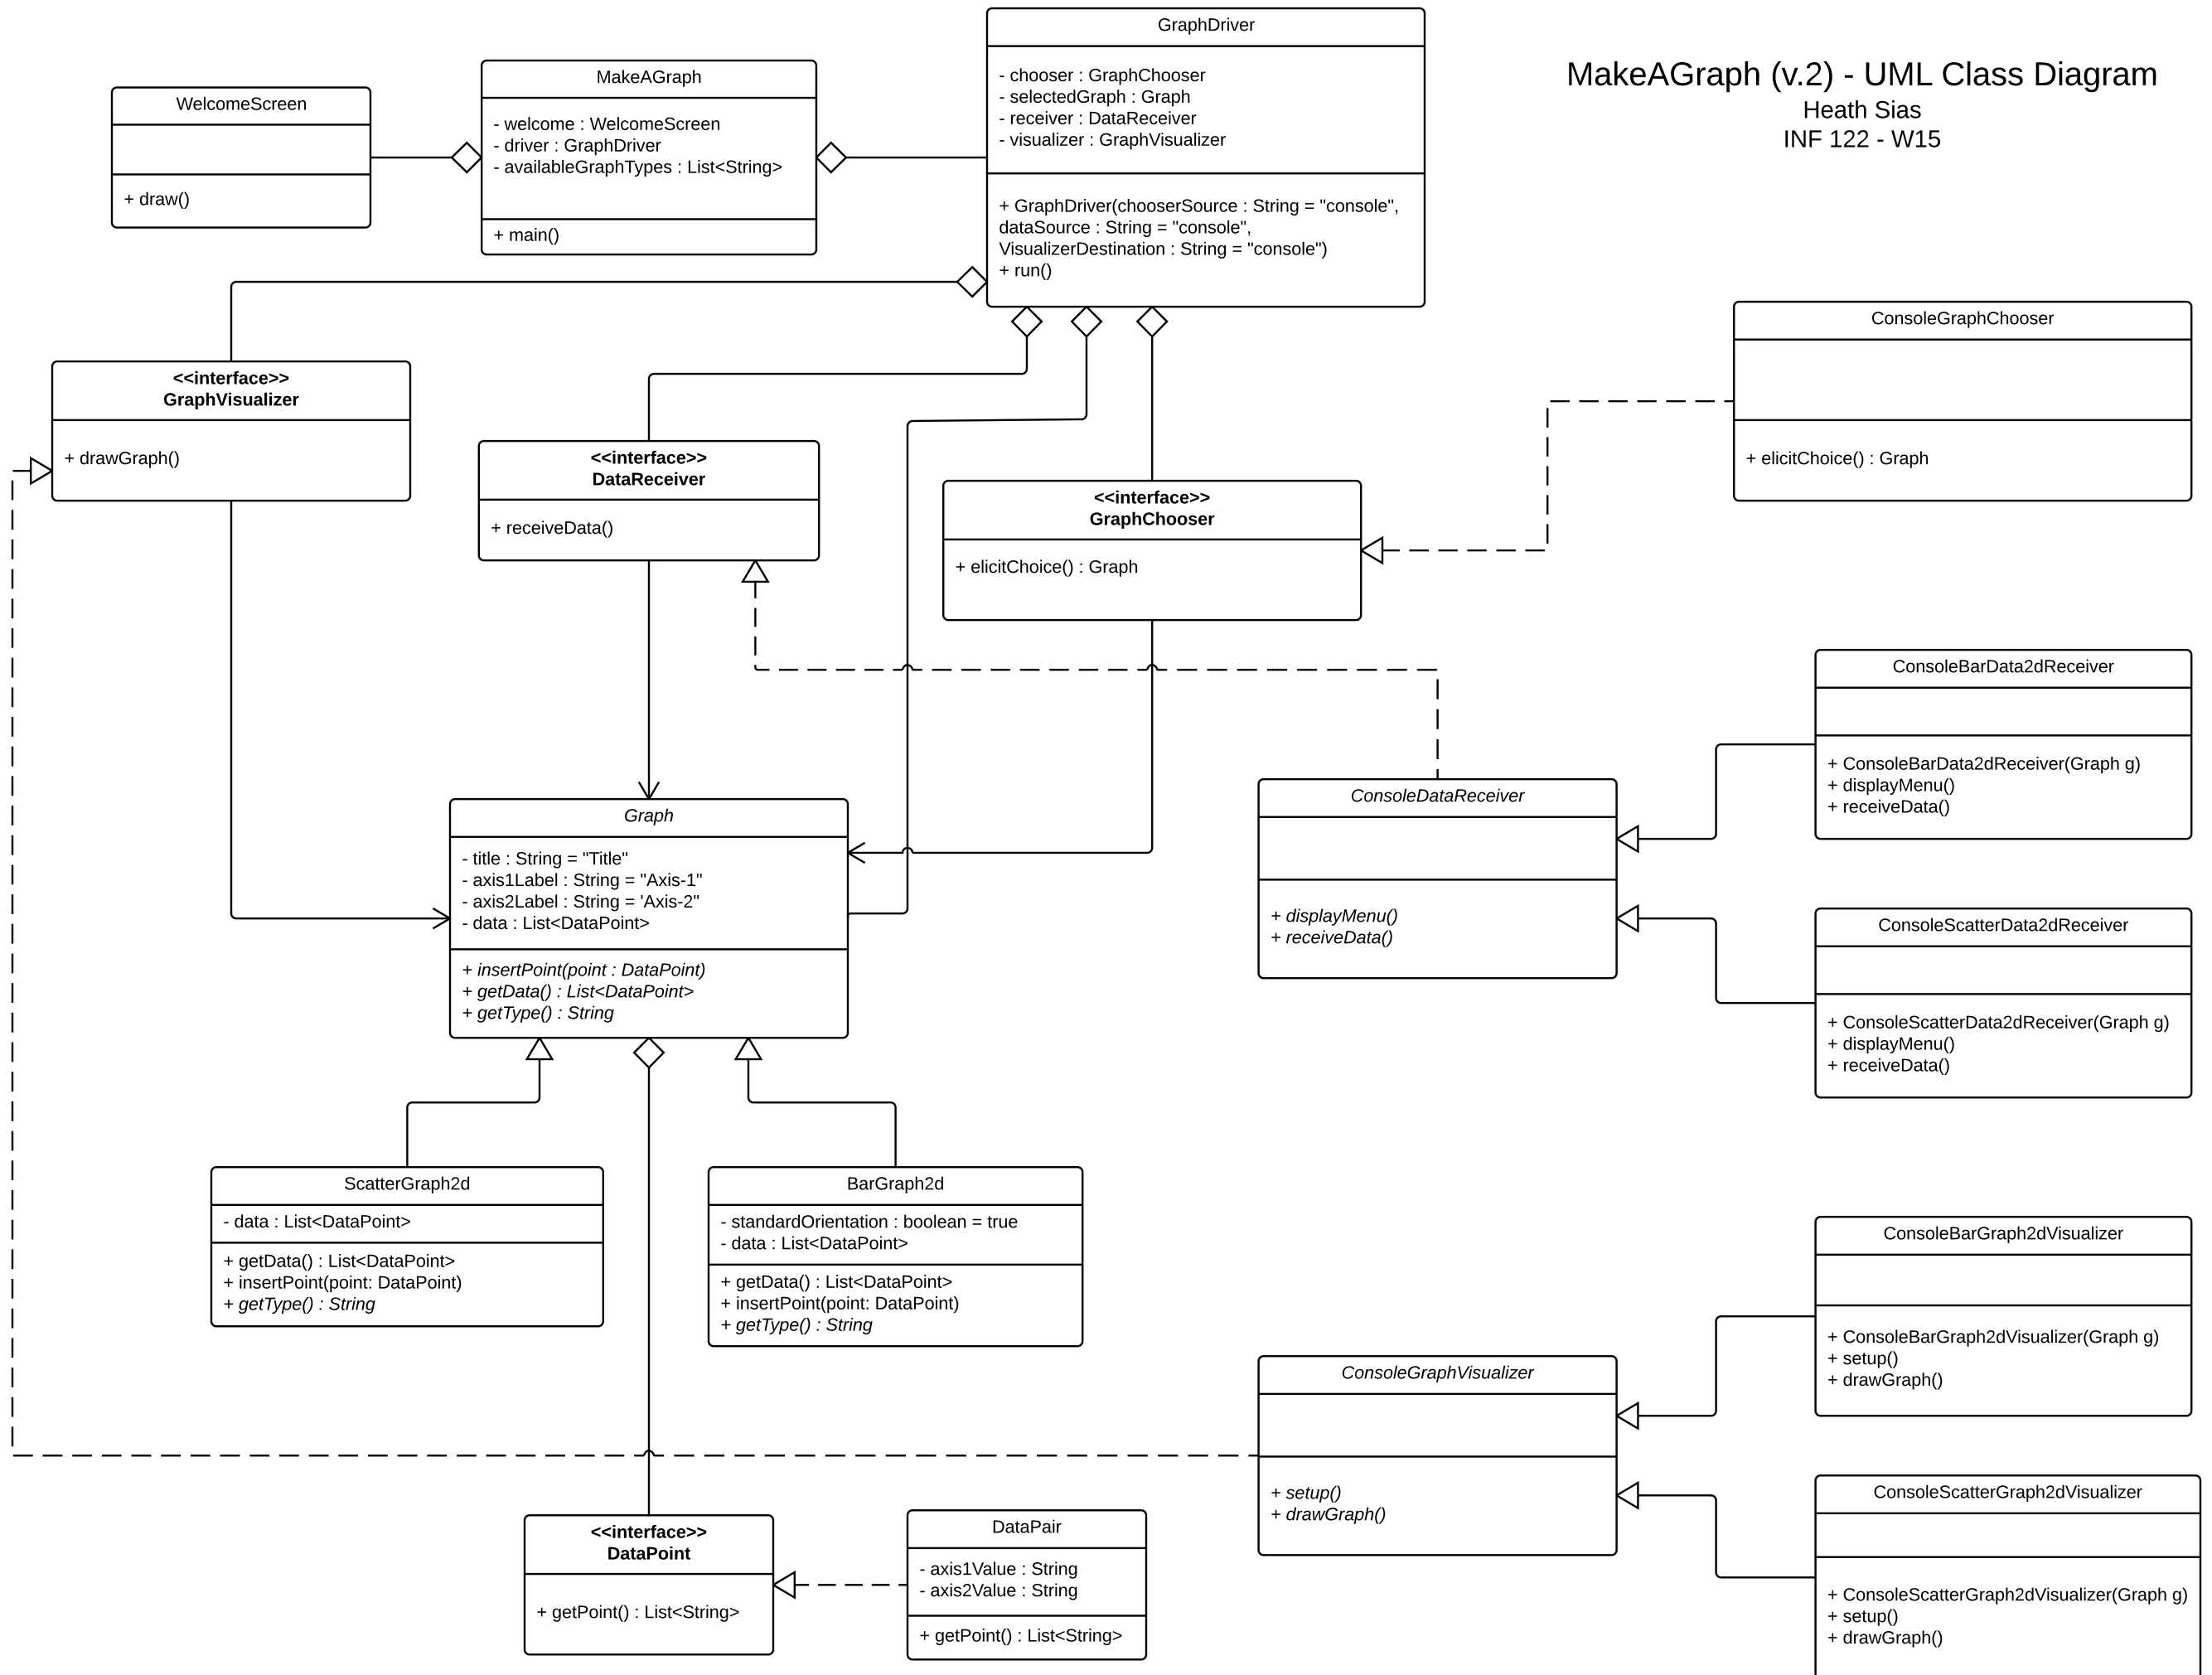 MakeAGraph (v.2) - UML Class Diagram
Heath Sias
INF 122 - W15
WelcomeScreen
+ draw()
MakeAGraph
- welcome : WelcomeScreen
- driver : GraphDriver
- availableGraphTypes : List<String>
+ main()
GraphDriver
- chooser : GraphChooser
- selectedGraph : Graph
- receiver : DataReceiver
- visualizer : GraphVisualizer
+ GraphDriver(chooserSource : String = "console",
dataSource : String = "console",
VisualizerDestination : String = "console")
+ run()
<<interface>>
GraphVisualizer
+ drawGraph()
<<interface>>
DataReceiver
+ receiveData()
<<interface>>
GraphChooser
+ elicitChoice() : Graph
ConsoleGraphChooser
+ elicitChoice() : Graph
ConsoleBarData2dReceiver
+ ConsoleBarData2dReceiver(Graph g)
+ displayMenu()
+ receiveData()
Graph
- title : String = "Title"
- axis1Label : String = "Axis-1"
- axis2Label : String = 'Axis-2"
- data : List<DataPoint>
+ insertPoint(point : DataPoint)
+ getData() : List<DataPoint>
+ getType() : String
ConsoleDataReceiver
+ displayMenu()
+ receiveData()
ConsoleScatterData2dReceiver
+ ConsoleScatterData2dReceiver(Graph g)
+ displayMenu()
+ receiveData()
ScatterGraph2d
- data : List<DataPoint>
+ getData() : List<DataPoint>
+ insertPoint(point: DataPoint)
+ getType() : String
BarGraph2d
- standardOrientation : boolean = true
- data : List<DataPoint>
+ getData() : List<DataPoint>
+ insertPoint(point: DataPoint)
+ getType() : String
ConsoleBarGraph2dVisualizer
+ ConsoleBarGraph2dVisualizer(Graph g)
+ setup()
+ drawGraph()
ConsoleGraphVisualizer
+ setup()
+ drawGraph()
ConsoleScatterGraph2dVisualizer
+ ConsoleScatterGraph2dVisualizer(Graph g)
+ setup()
+ drawGraph()
<<interface>>
DataPoint
+ getPoint() : List<String>
DataPair
- axis1Value : String
- axis2Value : String
+ getPoint() : List<String>